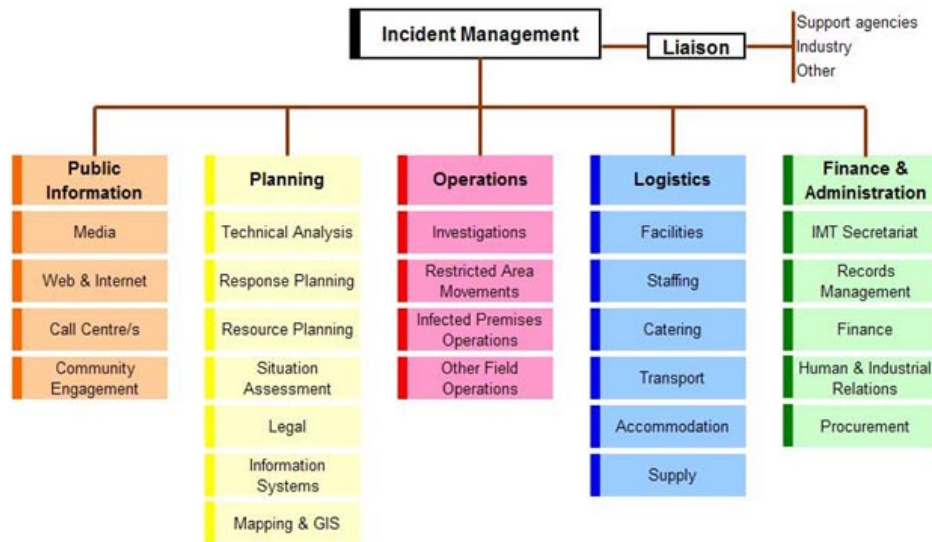 Incident Management
Liaison
Support agencies
Industry
Other
Public
Information
Media
Web & Internet
Call Centre/s
Community
Engagement
Planning
Technical Analysis
Response Planning
Resource Planning
Situation
Assessment
Legal
Information
Systems
Mapping & GIS
Operations
Investigations
Restricted Area
Movements
Infected Premises
Operations
Other Field
Operations
Logistics
Facilities
Staffing
Catering
Transport
Accommodation
Supply
Finance &
Administration
IMT Secretariat
Records
Management
Finance
Human & Industrial
Relations
Procurement